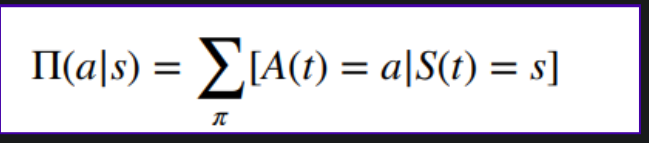 Π(a|s) = ∑[A(t) = a|S(t) = s]
π